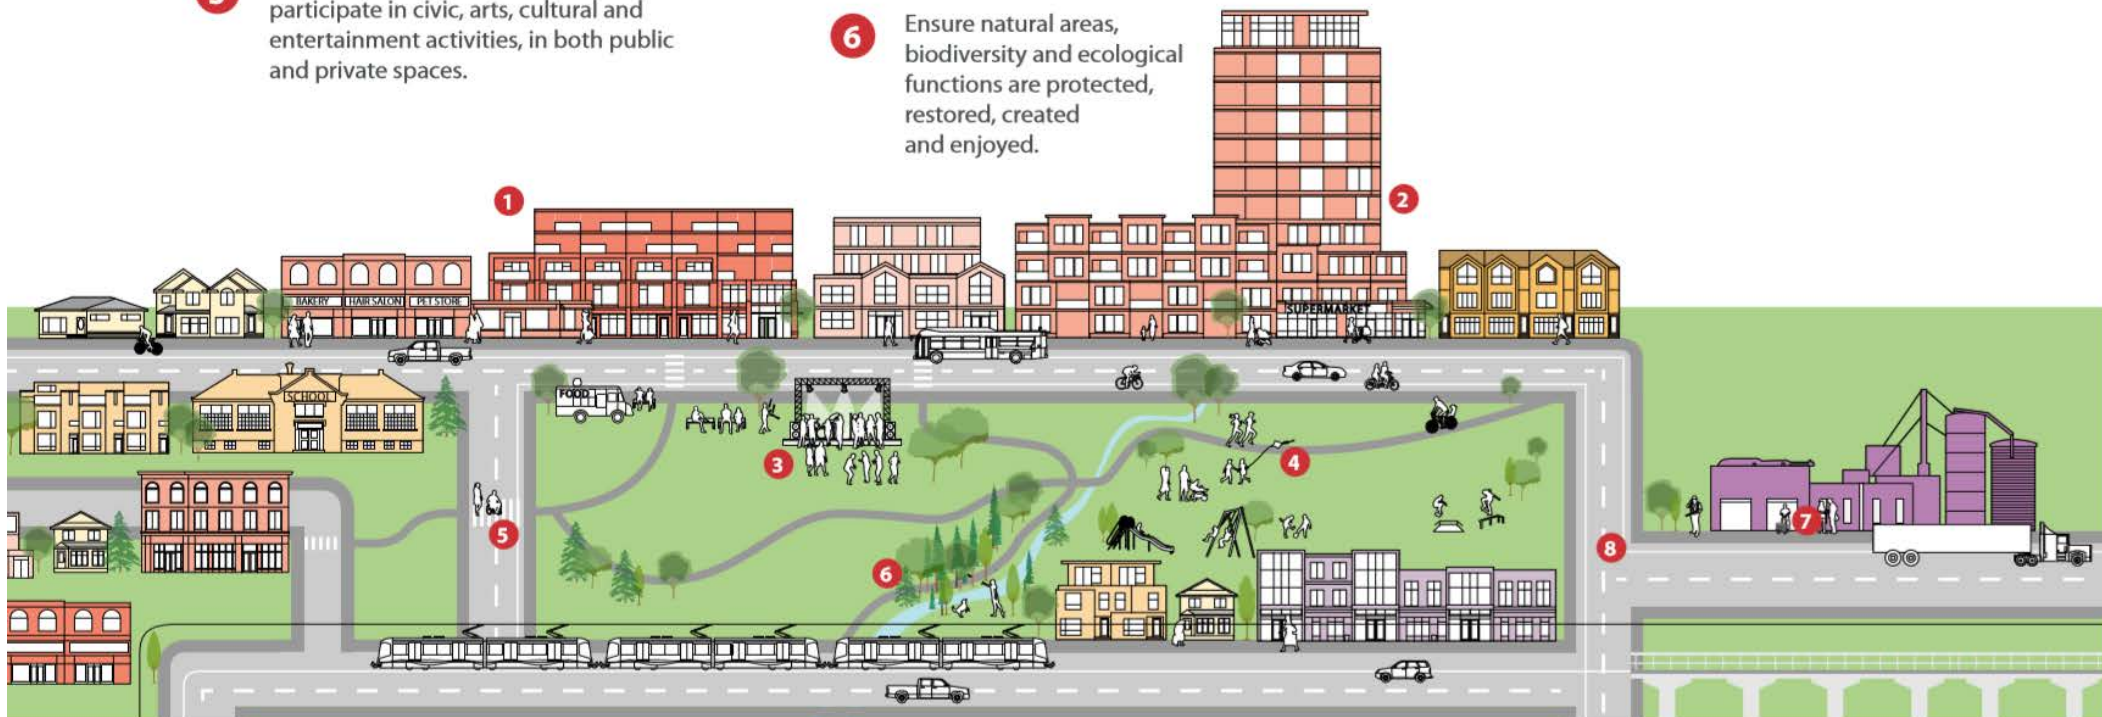 participate in civic, arts, cultural and
entertainment activities, in both public
and private spaces.
6
Ensure natural areas,
biodiversity and ecological
functions are protected,
restored, created
and enjoyed.
1
2
BAKERY
HAIR SALON
PET STORE
SUPERMARKET
SCHOOL
FOOD
3
4
5
6
7
8